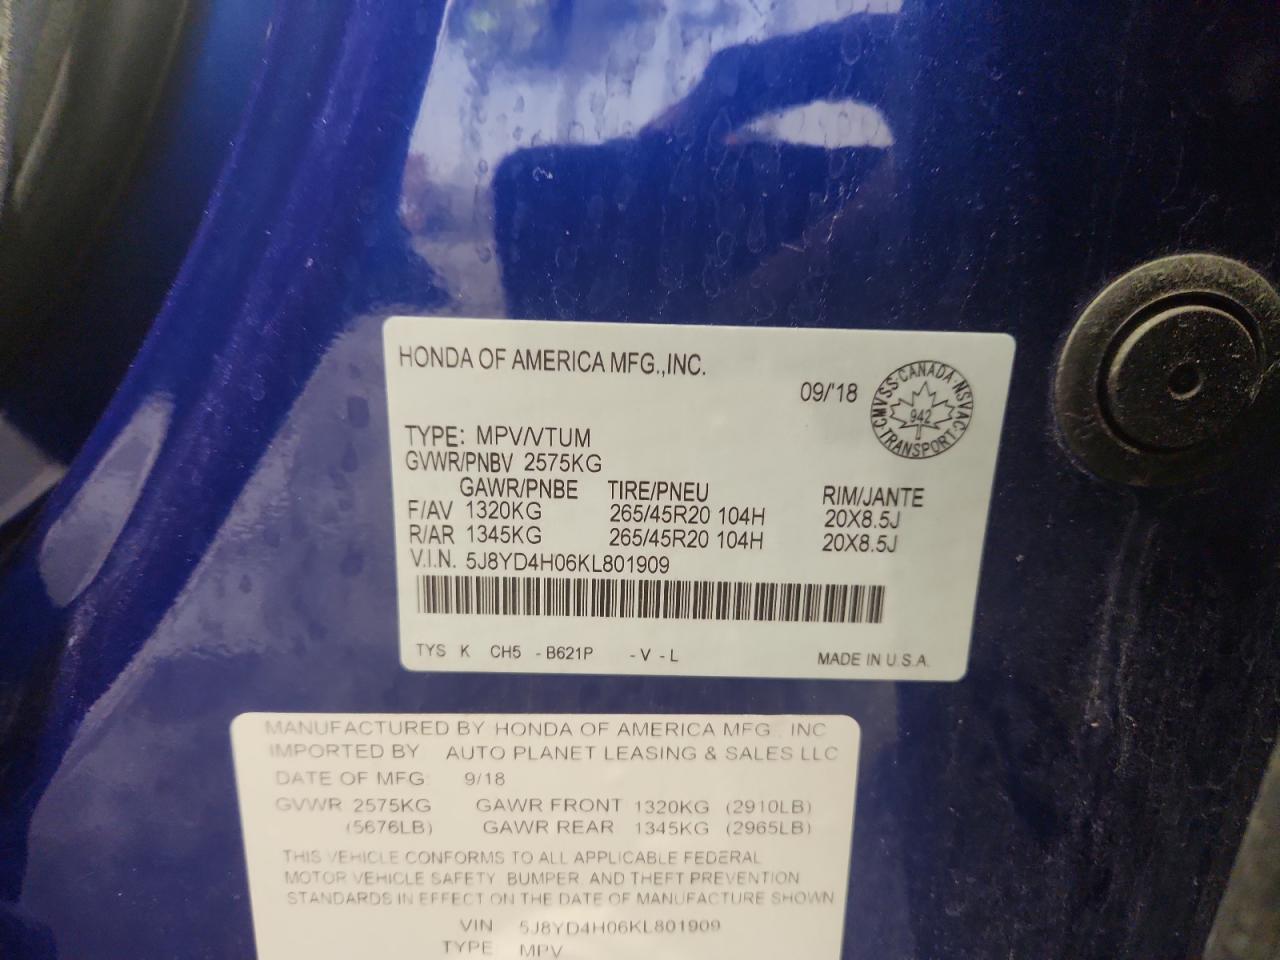 HONDA OF AMERICA MFG.,INC.
09/'18
CMVSS·CANADA·NSVAC
942
TRANSPORT
TYPE: MPV/VTUM
GVWR/PNBV 2575KG
GAWR/PNBE TIRE/PNEU RIM/JANTE
F/AV 1320KG 265/45R20 104H 20X8.5J
R/AR 1345KG 265/45R20 104H 20X8.5J
V.I.N. 5J8YD4H06KL801909
TYS K CH5 - B621P - V - L MADE IN U.S.A.
MANUFACTURED BY HONDA OF AMERICA MFG., INC
IMPORTED BY AUTO PLANET LEASING & SALES LLC
DATE OF MFG: 9/18
GVWR 2575KG GAWR FRONT 1320KG (2910LB)
(5676LB) GAWR REAR 1345KG (2965LB)
THIS VEHICLE CONFORMS TO ALL APPLICABLE FEDERAL
MOTOR VEHICLE SAFETY, BUMPER, AND THEFT PREVENTION
STANDARDS IN EFFECT ON THE DATE OF MANUFACTURE SHOWN
VIN 5J8YD4H06KL801909
TYPE MPV